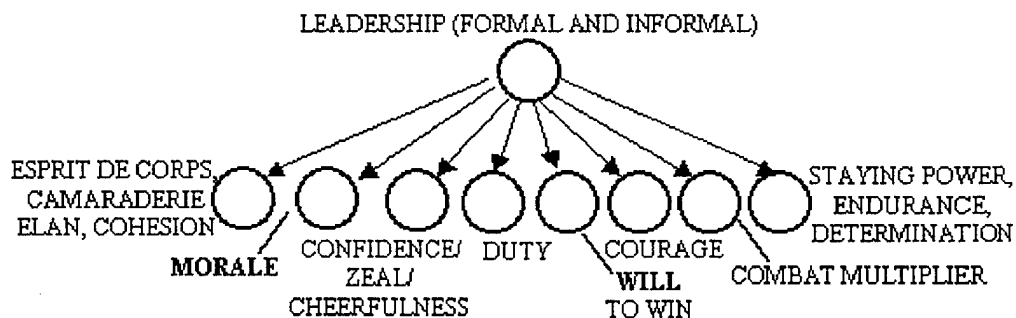 LEADERSHIP (FORMAL AND INFORMAL)
ESPRIT DE CORPS,
CAMARADERIE
ELAN, COHESION
MORALE
CONFIDENCE/
ZEAL/
CHEERFULNESS
DUTY
WILL
TO WIN
COURAGE
COMBAT MULTIPLIER
STAYING POWER,
ENDURANCE,
DETERMINATION